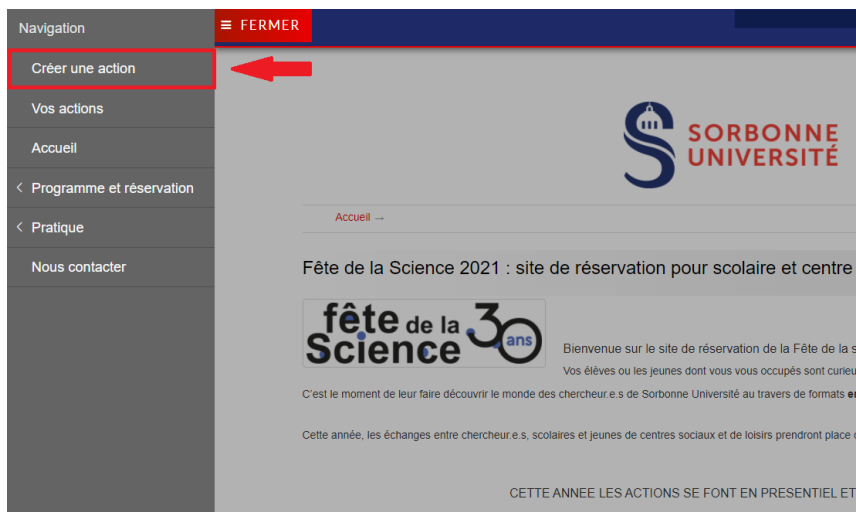 Navigation
≡ FERMER
Créer une action
Vos actions
Accueil
< Programme et réservation
< Pratique
Nous contacter
SORBONNE
UNIVERSITÉ
Accueil →
Fête de la Science 2021 : site de réservation pour scolaire et centre
fête de la
Science
30
ans
Bienvenue sur le site de réservation de la Fête de la s
Vos élèves ou les jeunes dont vous vous occupés sont curieu
C'est le moment de leur faire découvrir le monde des chercheur.e.s de Sorbonne Université au travers de formats en
Cette année, les échanges entre chercheur.e.s, scolaires et jeunes de centres sociaux et de loisirs prendront place
CETTE ANNEE LES ACTIONS SE FONT EN PRESENTIEL ET